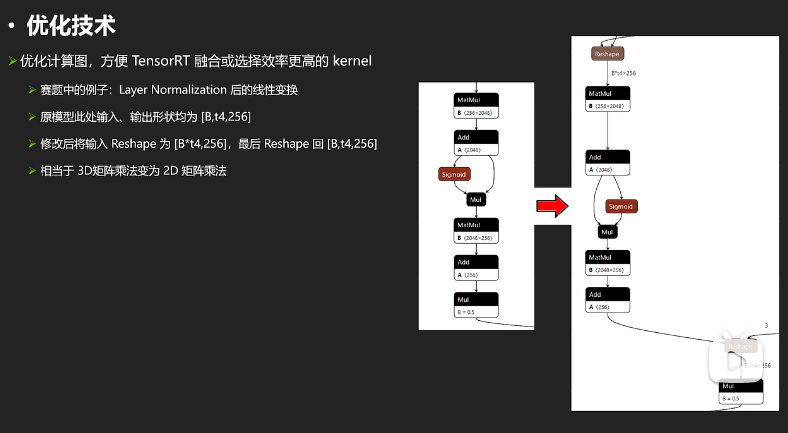 • 优化技术
➢优化计算图，方便 TensorRT 融合或选择效率更高的 kernel
➢ 赛题中的例子：Layer Normalization 后的线性变换
➢ 原模型此处输入、输出形状均为 [B,t4,256]
➢ 修改后将输入 Reshape 为 [B*t4,256]，最后 Reshape 回 [B,t4,256]
➢ 相当于 3D矩阵乘法变为 2D 矩阵乘法
MatMul
B ⟨256×2048⟩
Add
A ⟨2048⟩
Sigmoid
Mul
MatMul
B ⟨2048×256⟩
Add
A ⟨256⟩
Mul
B = 0.5
Reshape
B*t4×256
MatMul
B ⟨256×2048⟩
Add
A ⟨2048⟩
Sigmoid
Mul
MatMul
B ⟨2048×256⟩
Add
A ⟨256⟩
3
Reshape
Mul
B = 0.5